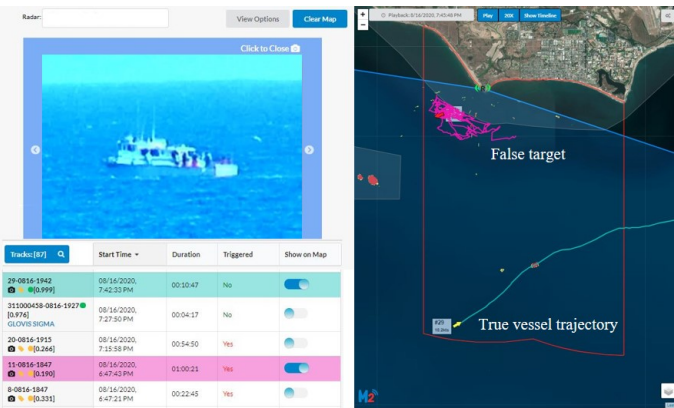 Radar:
View Options
Clear Map
Click to Close
Tracks: [87]
Start Time
Duration
Triggered
Show on Map
29-0816-1942
[0.999]
08/16/2020,
7:42:33 PM
00:10:47
No
311000458-0816-1927
[0.976]
GLOVIS SIGMA
08/16/2020,
7:27:50 PM
00:04:17
No
20-0816-1915
[0.266]
08/16/2020,
7:15:58 PM
00:54:50
Yes
11-0816-1847
[0.190]
08/16/2020,
6:47:43 PM
01:00:21
Yes
8-0816-1847
[0.331]
08/16/2020,
6:47:21 PM
00:22:45
Yes
+
−
Playback: 8/16/2020, 7:45:48 PM
Play
20X
Show Timeline
False target
True vessel trajectory
M2